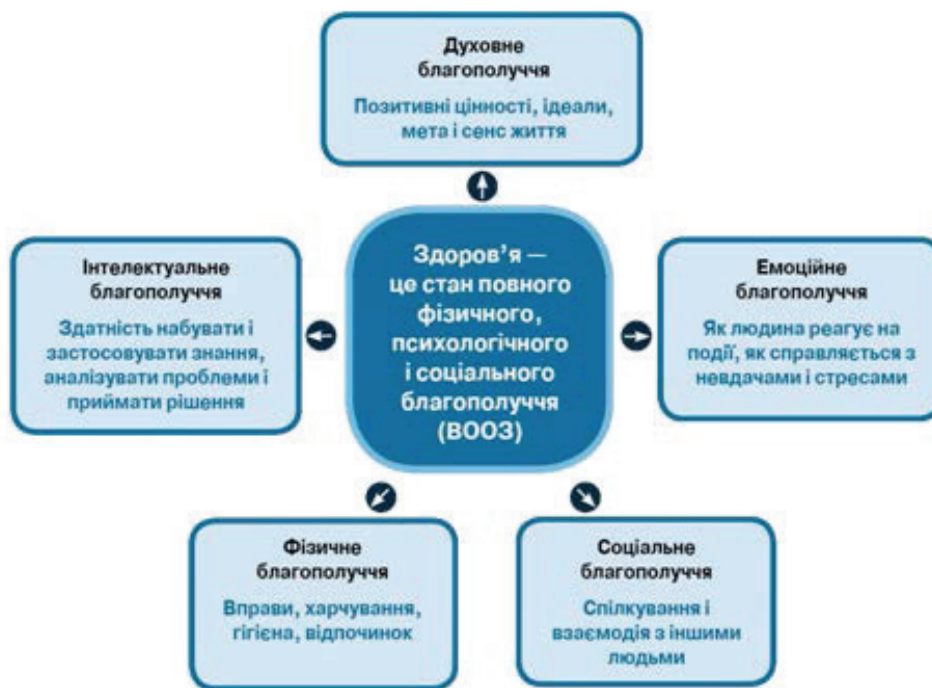 Духовне
благополуччя
Позитивні цінності, ідеали,
мета і сенс життя
Інтелектуальне
благополуччя
Здатність набувати і
застосовувати знання,
аналізувати проблеми і
приймати рішення
Здоров’я —
це стан повного
фізичного,
психологічного
і соціального
благополуччя
(ВООЗ)
Емоційне
благополуччя
Як людина реагує на
події, як справляється з
невдачами і стресами
Фізичне
благополуччя
Вправи, харчування,
гігієна, відпочинок
Соціальне
благополуччя
Спілкування і
взаємодія з іншими
людьми